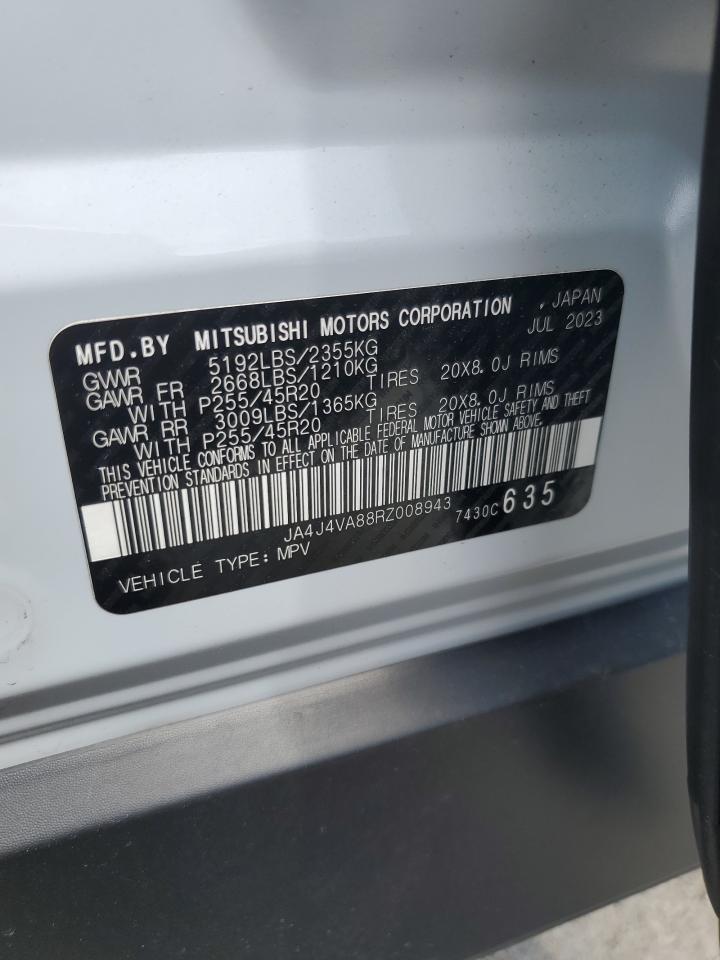 MFD.BY MITSUBISHI MOTORS CORPORATION , JAPAN
GVWR 5192LBS/2355KG JUL 2023
GAWR FR 2668LBS/1210KG
WITH P255/45R20 TIRES 20X8.0J RIMS
GAWR RR 3009LBS/1365KG
WITH P255/45R20 TIRES 20X8.0J RIMS
THIS VEHICLE CONFORMS TO ALL APPLICABLE FEDERAL MOTOR VEHICLE SAFETY AND THEFT
PREVENTION STANDARDS IN EFFECT ON THE DATE OF MANUFACTURE SHOWN ABOVE.
JA4J4VA88RZ008943 7430C 635
VEHICLE TYPE: MPV